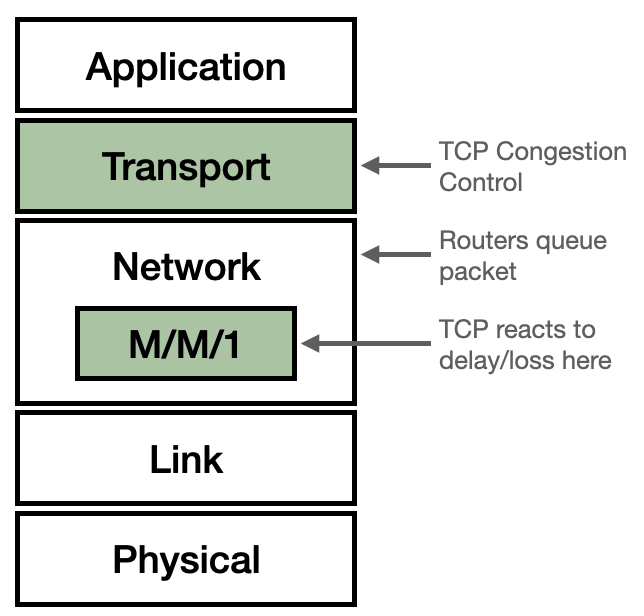 Application
Transport
TCP Congestion
Control
Network
Routers queue
packet
M/M/1
TCP reacts to
delay/loss here
Link
Physical